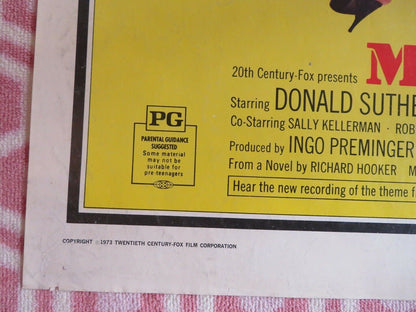 M
20th Century-Fox presents
Starring DONALD SUTHE
Co-Starring SALLY KELLERMAN · ROB
Produced by INGO PREMINGER
From a Novel by RICHARD HOOKER M
Hear the new recording of the theme f
PG
PARENTAL GUIDANCE
SUGGESTED
Some material
may not be
suitable for
pre-teenagers
COPYRIGHT © 1973 TWENTIETH CENTURY-FOX FILM CORPORATION